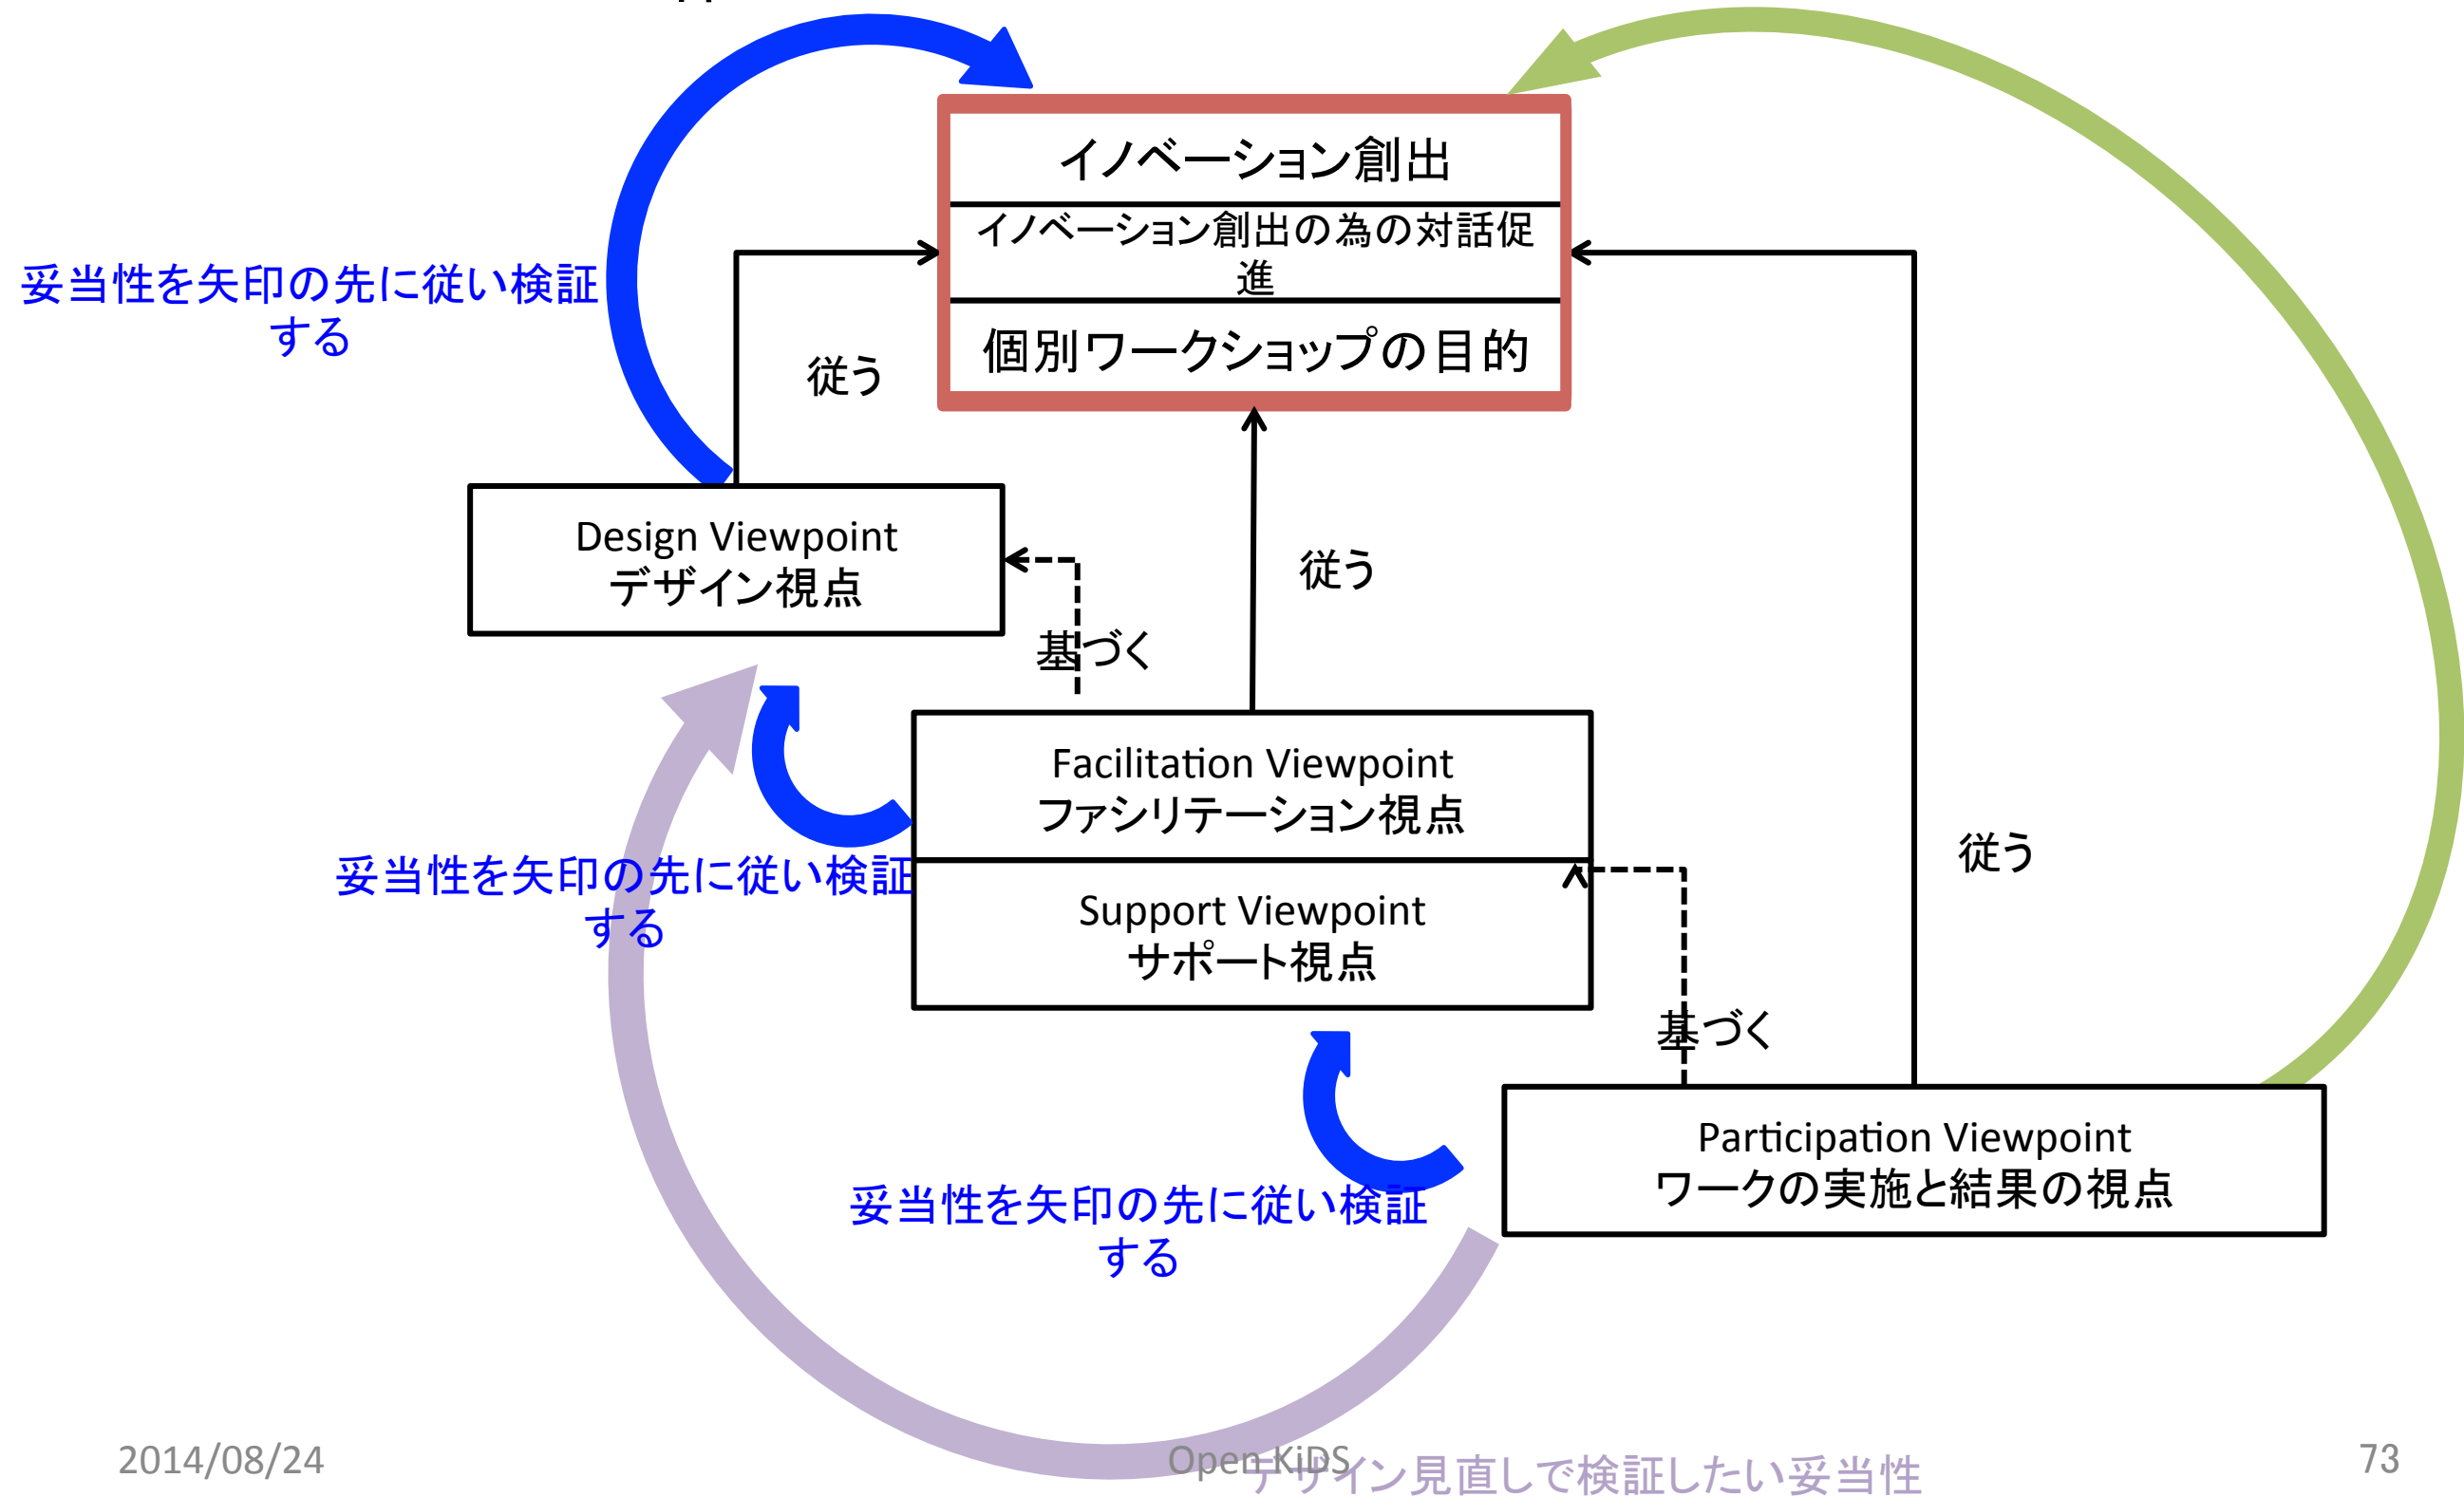 イノベーション創出
イノベーション創出の為の対話促
進
個別ワークショップの目的
妥当性を矢印の先に従い検証
する
従う
Design Viewpoint
デザイン視点
従う
基づく
Facilitation Viewpoint
ファシリテーション視点
妥当性を矢印の先に従い検証
する
Support Viewpoint
サポート視点
従う
基づく
Participation Viewpoint
ワークの実施と結果の視点
妥当性を矢印の先に従い検証
する
2014/08/24
Open KiDS
デザイン見直しで検証したい妥当性
73